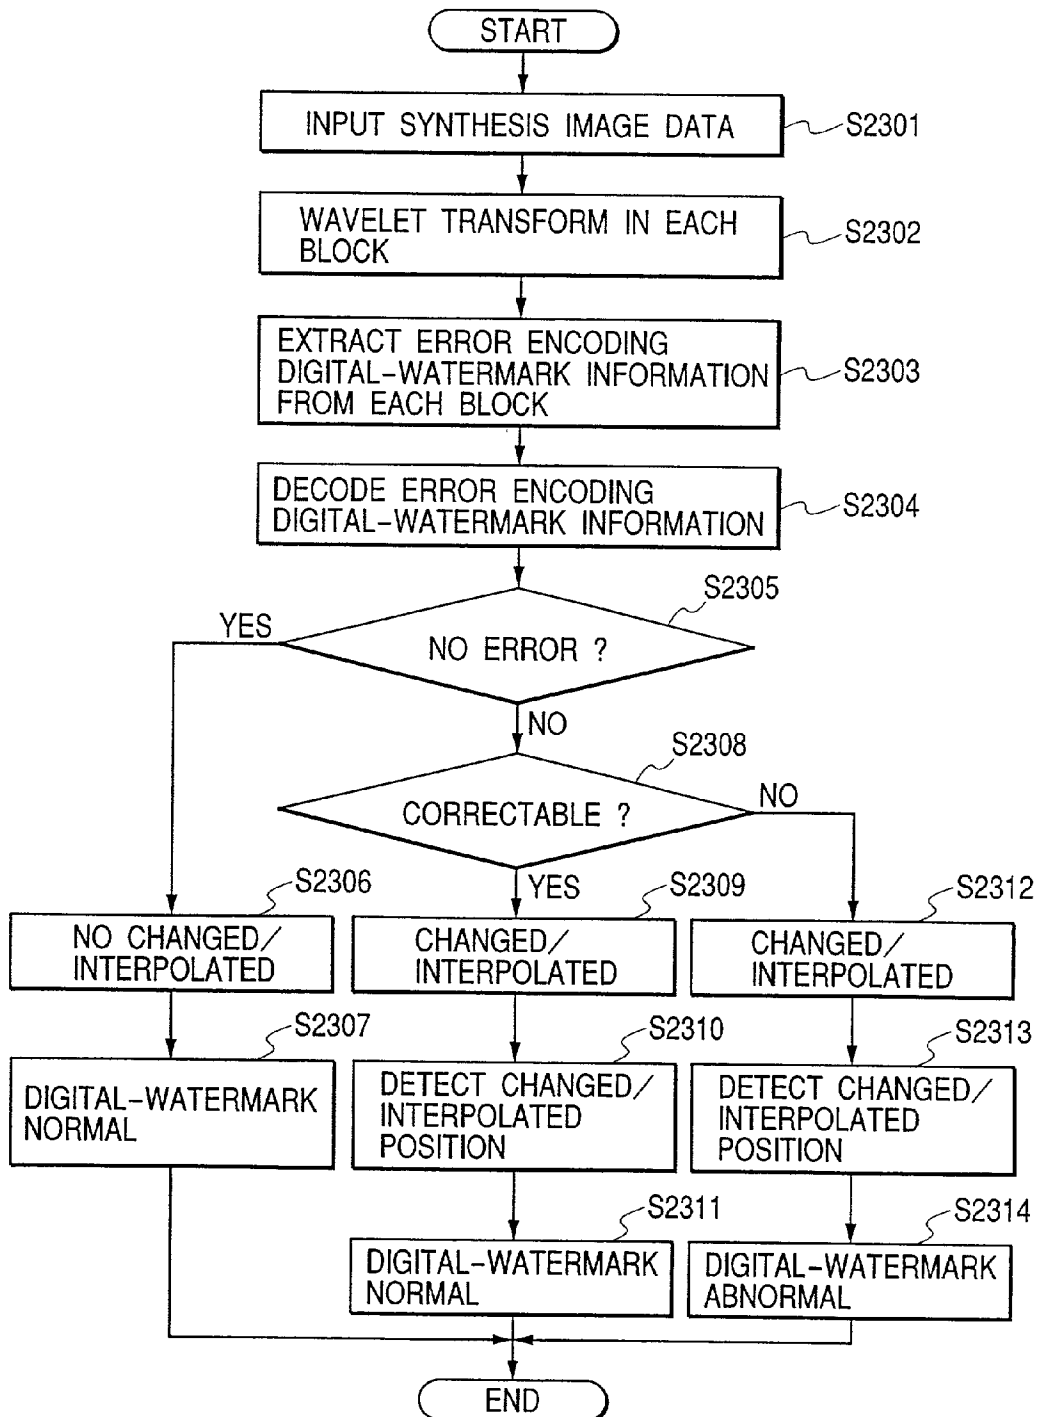 START
INPUT SYNTHESIS IMAGE DATA
S2301
WAVELET TRANSFORM IN EACH
BLOCK
S2302
EXTRACT ERROR ENCODING
DIGITAL-WATERMARK INFORMATION
FROM EACH BLOCK
S2303
DECODE ERROR ENCODING
DIGITAL-WATERMARK INFORMATION
S2304
S2305
YES
NO ERROR ?
NO
S2308
CORRECTABLE ?
NO
YES
S2306
NO CHANGED/
INTERPOLATED
S2309
CHANGED/
INTERPOLATED
S2312
CHANGED/
INTERPOLATED
S2307
DIGITAL-WATERMARK
NORMAL
S2310
DETECT CHANGED/
INTERPOLATED
POSITION
S2313
DETECT CHANGED/
INTERPOLATED
POSITION
S2311
DIGITAL-WATERMARK
NORMAL
S2314
DIGITAL-WATERMARK
ABNORMAL
END